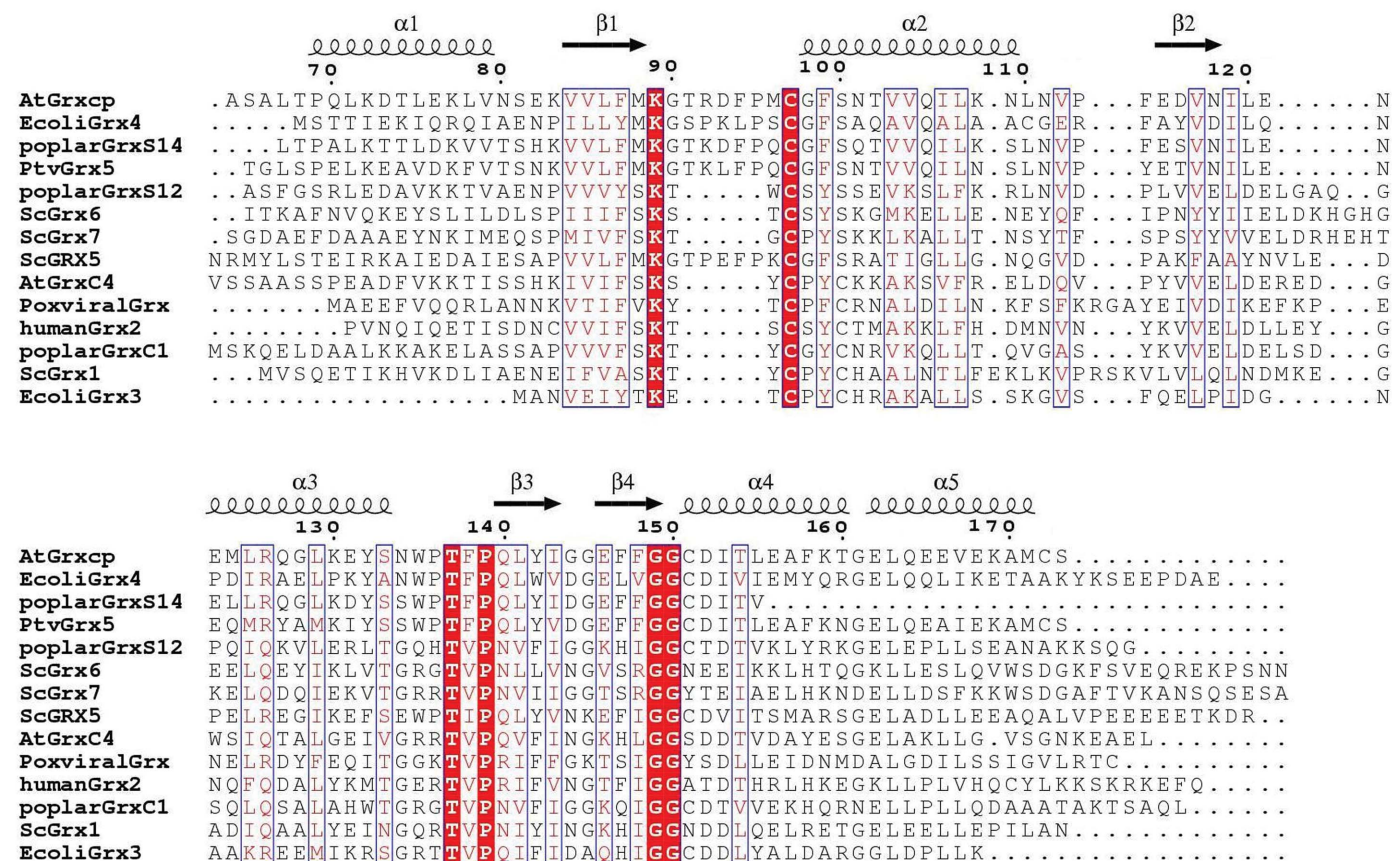 α1 β1 α2 β2
70 80 90 100 110 120
AtGrxcp .ASALTPQLKDTLEKLVNSEKVVLFMKGTRDFPMCGFSNTVVQILK.NLNVP...FEDVNILE......N
EcoliGrx4 .....MSTTIEKIQRQIAENPILLYMKGSPKLPSCGFSAQAVQALA.ACGER...FAYVDILQ......N
poplarGrxS14 ....LTPALKTTLDKVVTSHKVVLFMKGTKDFPQCGFSQTVVQILK.SLNVP...FESVNILE......N
PtvGrx5 ..TGLSPELKEAVDKFVTSNKVVLFMKGTKLFPQCGFSNTVVQILN.SLNVP...YETVNILE......N
poplarGrxS12 ..ASFGSRLEDAVKKTVAENPVVVYSKT.....WCSYSSEVKSLFK.RLNVD...PLVVELDELGAQ..G
ScGrx6 ..ITKAFNVQKEYSLILDLSPIIIFSKS.....TCSYSKGMKELLE.NEYQF...IPNYYIIELDKHGHG
ScGrx7 .SGDAEFDAAAEYNKIMEQSPMIVFSKT.....GCPYSKKLKALLT.NSYTF...SPSYYVVELDRHEHT
ScGRX5 NRMYLSTEIRKAIEDAIESAPVVLFMKGTPEFPKCGFSRATIGLLG.NQGVD...PAKFAAYNVLE...D
AtGrxC4 VSSAASSPEADFVKKTISSHKIVIFSKT.....YCPYCKKAKSVFR.ELDQV...PYVVELDERED...G
PoxviralGrx .......MAEEFVQQRLANNKVTIFVKY.....TCPFCRNALDILN.KFSFKRGAYEIVDIKEFKP...E
humanGrx2 ........PVNQIQETISDNCVVIFSKT.....SCSYCTMAKKLFH.DMNVN...YKVVELDLLEY...G
poplarGrxC1 MSKQELDAALKKAKELASSAPVVVFSKT.....YCGYCNRVKQLLT.QVGAS...YKVVELDELSD...G
ScGrx1 ...MVSQETIKHVKDLIAENEIFVASKT.....YCPYCHAALNTLFEKLKVPRSKVLVLQLNDMKE...G
EcoliGrx3 ..................MANVEIYTKE.....TCPYCHRAKALLS.SKGVS...FQELPIDG......N
α3 β3 β4 α4 α5
130 140 150 160 170
AtGrxcp EMLRQGLKEYSNWPTFPQLYIGGEFFGGCDITLEAFKTGELQEEVEKAMCS.............
EcoliGrx4 PDIRAELPKYANWPTFPQLWVDGELVGGCDIVIEMYQRGELQQLIKETAAKYKSEEPDAE....
poplarGrxS14 ELLRQGLKDYSSWPTFPQLYIDGEFFGGCDITV...............................
PtvGrx5 EQMRYAMKIYSSWPTFPQLYVDGEFFGGCDITLEAFKNGELQEAIEKAMCS.............
poplarGrxS12 PQIQKVLERLTGQHTVPNVFIGGKHIGGCTDTVKLYRKGELEPLLSEANAKKSQG.........
ScGrx6 EELQEYIKLVTGRGTVPNLLVNGVSRGGNEEIKKLHTQGKLLESLQVWSDGKFSVEQREKPSNN
ScGrx7 KELQDQIEKVTGRRTVPNVIIGGTSRGGYTEIAELHKNDELLDSFKKWSDGAFTVKANSQSESA
ScGRX5 PELREGIKEFSEWPTIPQLYVNKEFIGGCDVITSMARSGELADLLEEAQALVPEEEEETKDR..
AtGrxC4 WSIQTALGEIVGRRTVPQVFINGKHLGGSDDTVDAYESGELAKLLG.VSGNKEAEL........
PoxviralGrx NELRDYFEQITGGKTVPRIFFGKTSIGGYSDLLEIDNMDALGDILSSIGVLRTC..........
humanGrx2 NQFQDALYKMTGERTVPRIFVNGTFIGGATDTHRLHKEGKLLPLVHQCYLKKSKRKEFQ.....
poplarGrxC1 SQLQSALAHWTGRGTVPNVFIGGKQIGGCDTVVEKHQRNELLPLLQDAAATAKTSAQL......
ScGrx1 ADIQAALYEINGQRTVPNIYINGKHIGGNDDLQELRETGELEELLEPILAN.............
EcoliGrx3 AAKREEMIKRSGRTTVPQIFIDAQHIGGCDDLYALDARGGLDPLLK..................